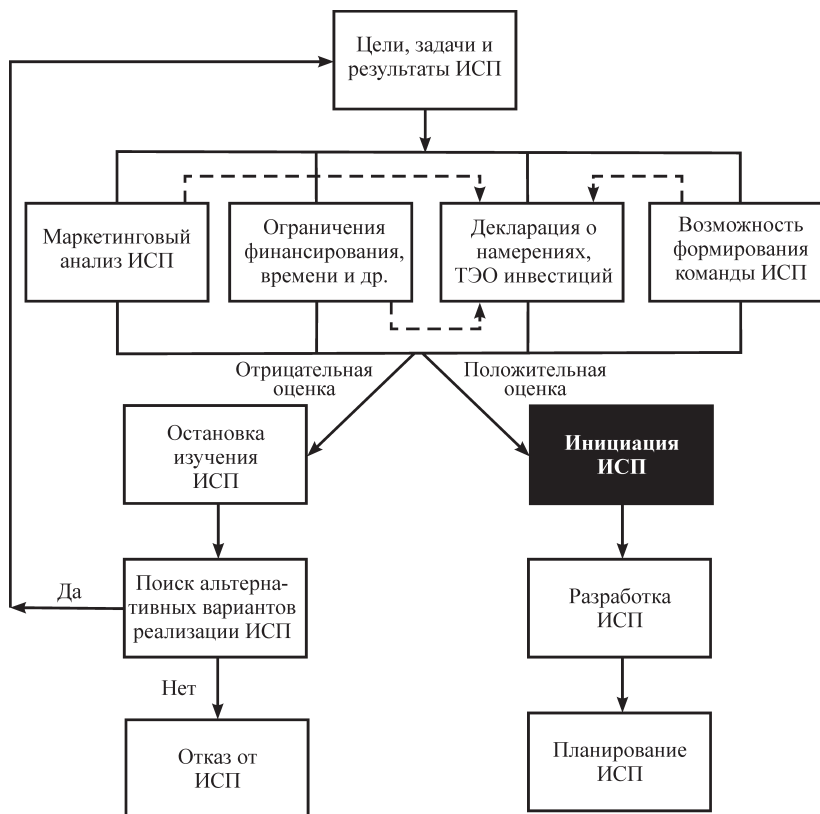 Цели, задачи и
результаты ИСП
Маркетинговый
анализ ИСП
Ограничения
финансирования,
времени и др.
Декларация о
намерениях,
ТЭО инвестиций
Возможность
формирования
команды ИСП
Отрицательная
оценка
Положительная
оценка
Остановка
изучения
ИСП
Инициация
ИСП
Поиск альтерна-
тивных вариантов
реализации ИСП
Да
Разработка
ИСП
Нет
Отказ от
ИСП
Планирование
ИСП